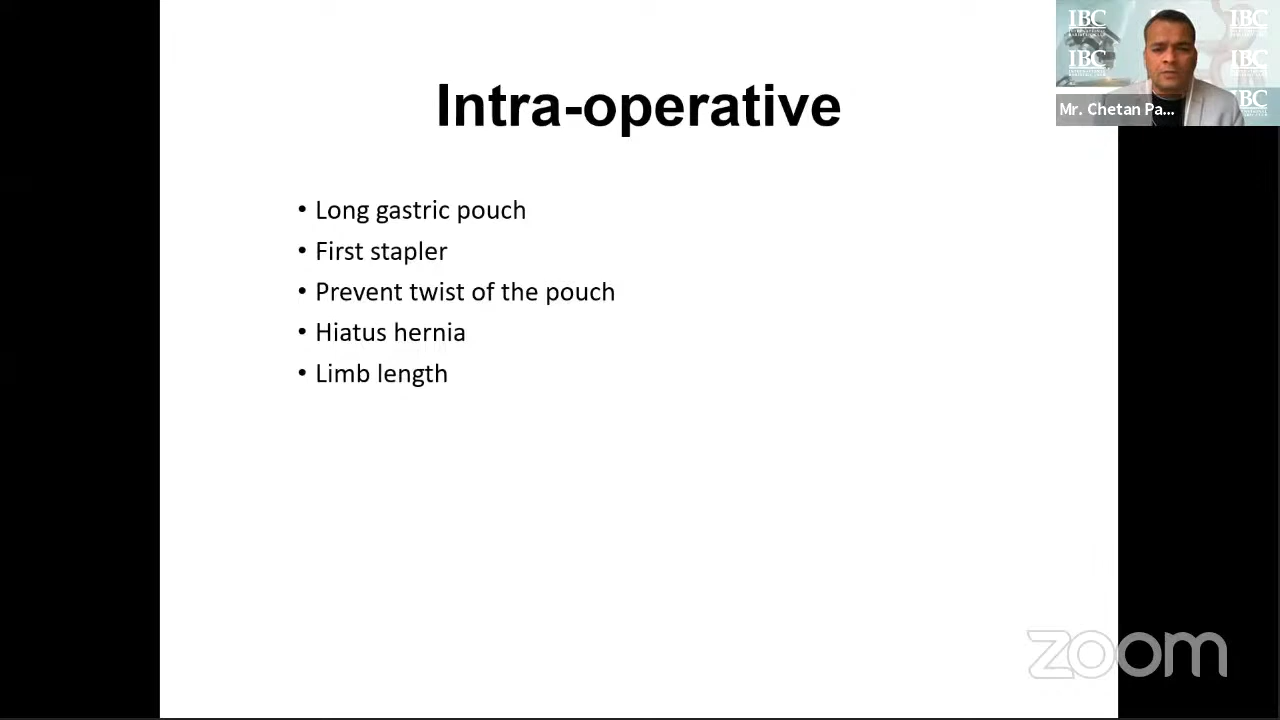 Intra-operative
• Long gastric pouch
• First stapler
• Prevent twist of the pouch
• Hiatus hernia
• Limb length
IBC
IBC
IBC
IBC
IBC
Mr. Chetan Pa...
zoom